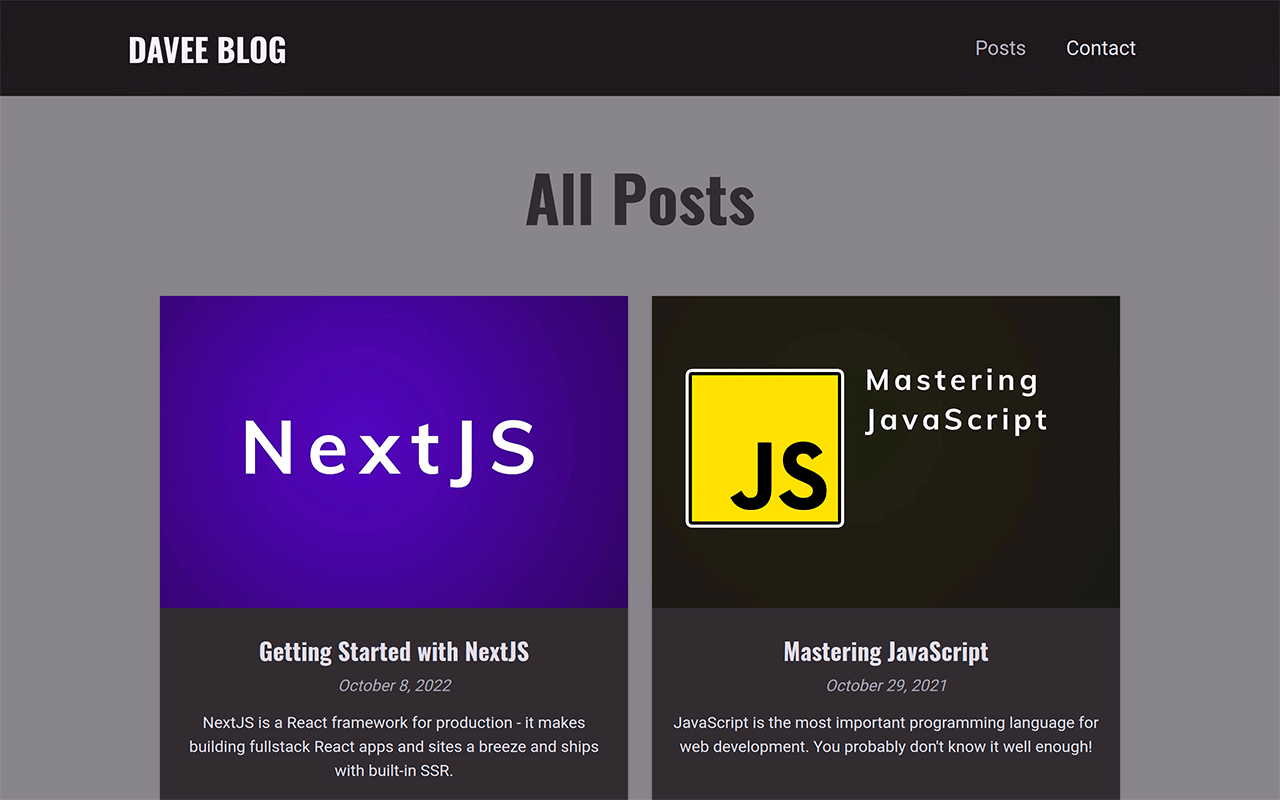 DAVEE BLOG
Posts
Contact
All Posts
NextJS
Getting Started with NextJS
October 8, 2022
NextJS is a React framework for production - it makes
building fullstack React apps and sites a breeze and ships
with built-in SSR.
JS
Mastering
JavaScript
Mastering JavaScript
October 29, 2021
JavaScript is the most important programming language for
web development. You probably don't know it well enough!